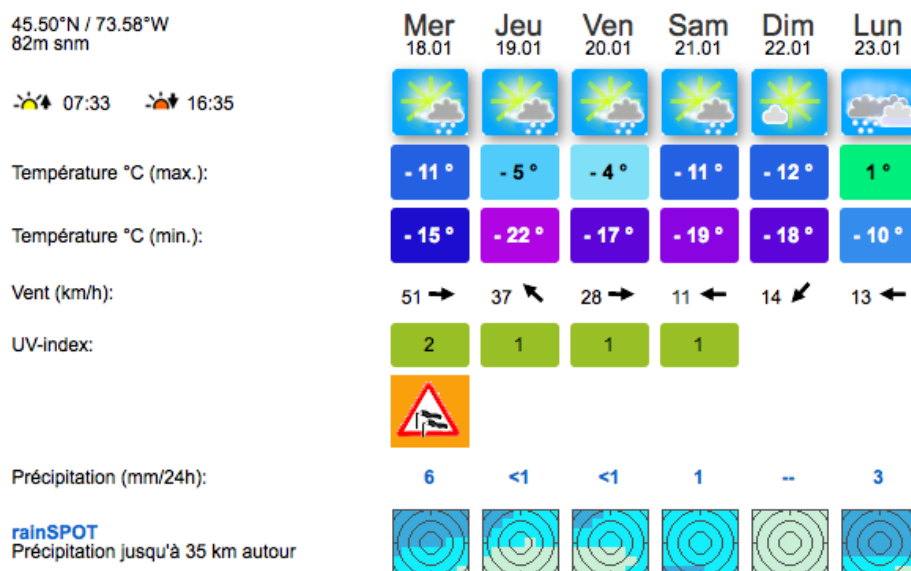 45.50°N / 73.58°W
82m snm
Mer Jeu Ven Sam Dim Lun
18.01 19.01 20.01 21.01 22.01 23.01
07:33 16:35
Température °C (max.): - 11 ° - 5 ° - 4 ° - 11 ° - 12 ° 1 °
Température °C (min.): - 15 ° - 22 ° - 17 ° - 19 ° - 18 ° - 10 °
Vent (km/h): 51 37 28 11 14 13
UV-index: 2 1 1 1
Précipitation (mm/24h): 6 <1 <1 1 -- 3
rainSPOT
Précipitation jusqu'à 35 km autour